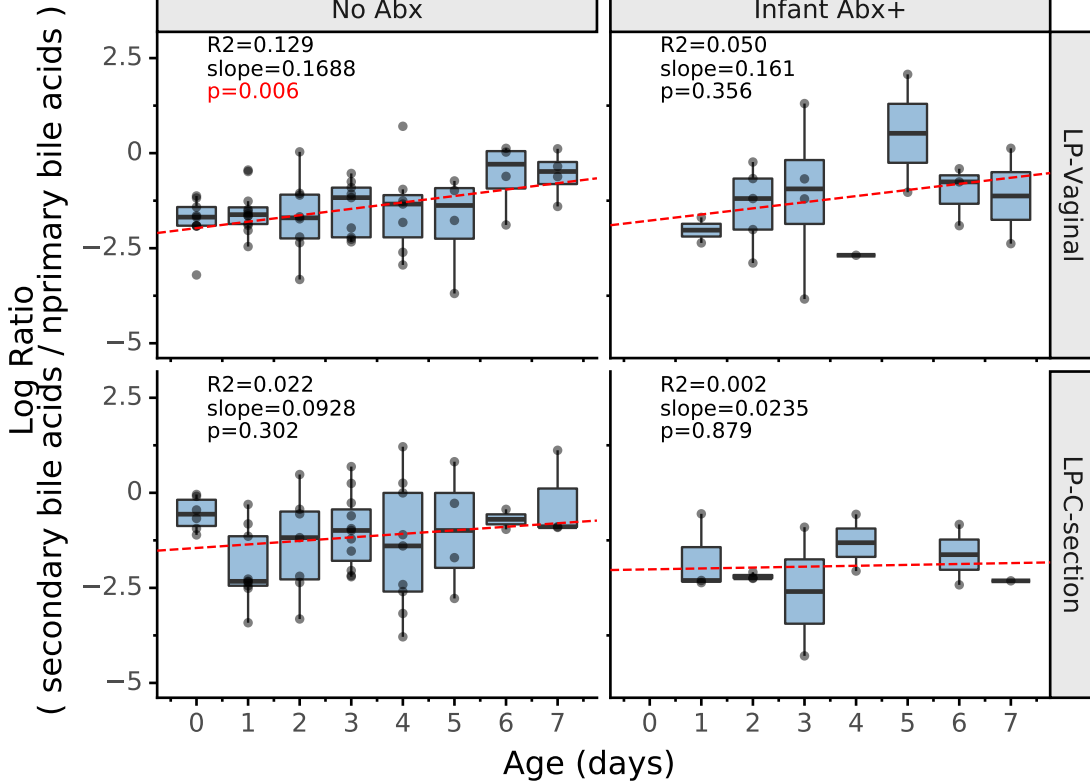 No Abx
Infant Abx+
R2=0.129
slope=0.1688
p=0.006
R2=0.050
slope=0.161
p=0.356
LP-Vaginal
2.5
0
−2.5
−5
Log Ratio
( secondary bile acids / nprimary bile acids )
R2=0.022
slope=0.0928
p=0.302
R2=0.002
slope=0.0235
p=0.879
LP-C-section
2.5
0
−2.5
−5
0 1 2 3 4 5 6 7
0 1 2 3 4 5 6 7
Age (days)